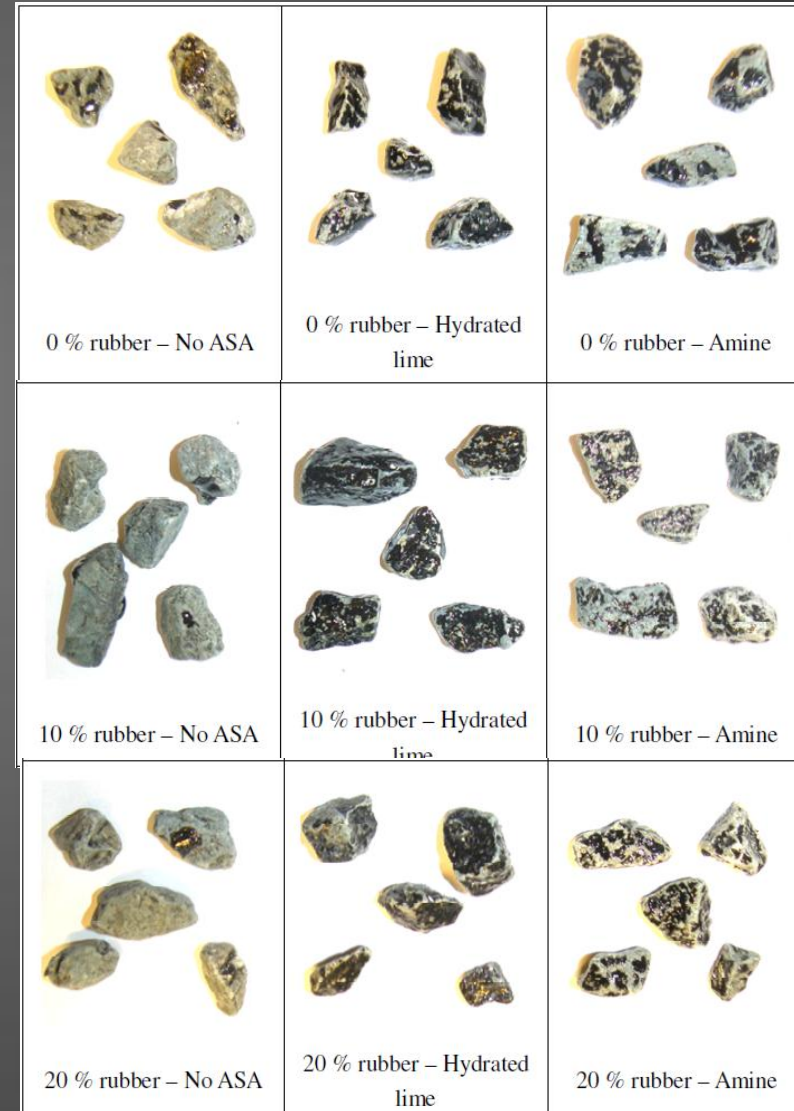 0 % rubber – No ASA
0 % rubber – Hydrated
lime
0 % rubber – Amine
10 % rubber – No ASA
10 % rubber – Hydrated
lime
10 % rubber – Amine
20 % rubber – No ASA
20 % rubber – Hydrated
lime
20 % rubber – Amine